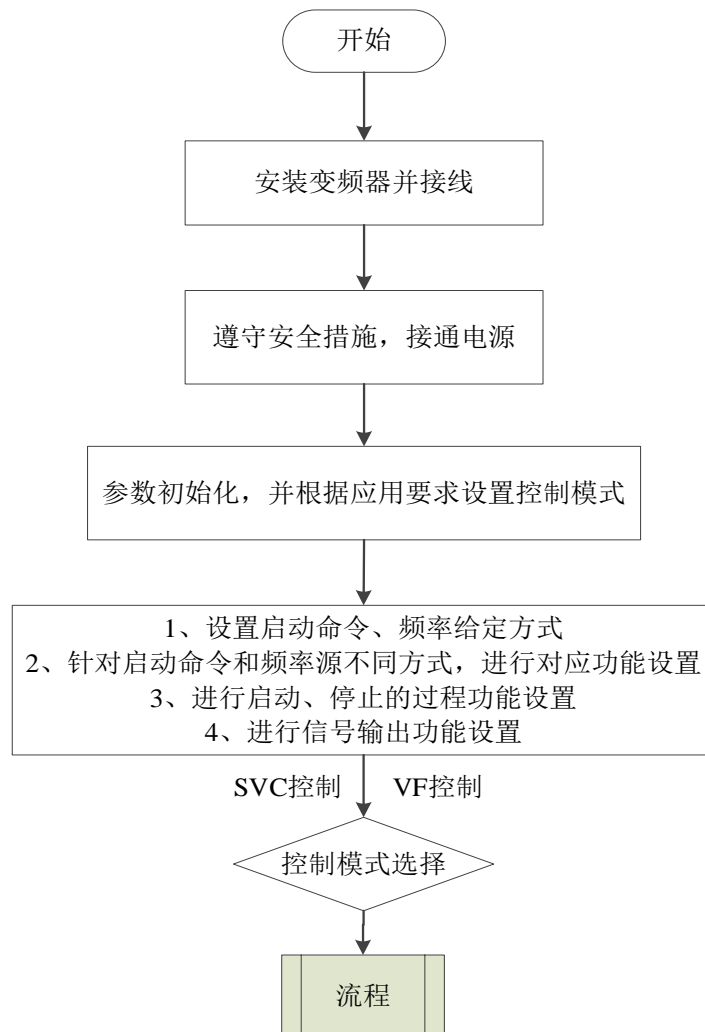 开始
安装变频器并接线
遵守安全措施，接通电源
参数初始化，并根据应用要求设置控制模式
1、设置启动命令、频率给定方式
2、针对启动命令和频率源不同方式，进行对应功能设置
3、进行启动、停止的过程功能设置
4、进行信号输出功能设置
SVC控制 VF控制
控制模式选择
流程